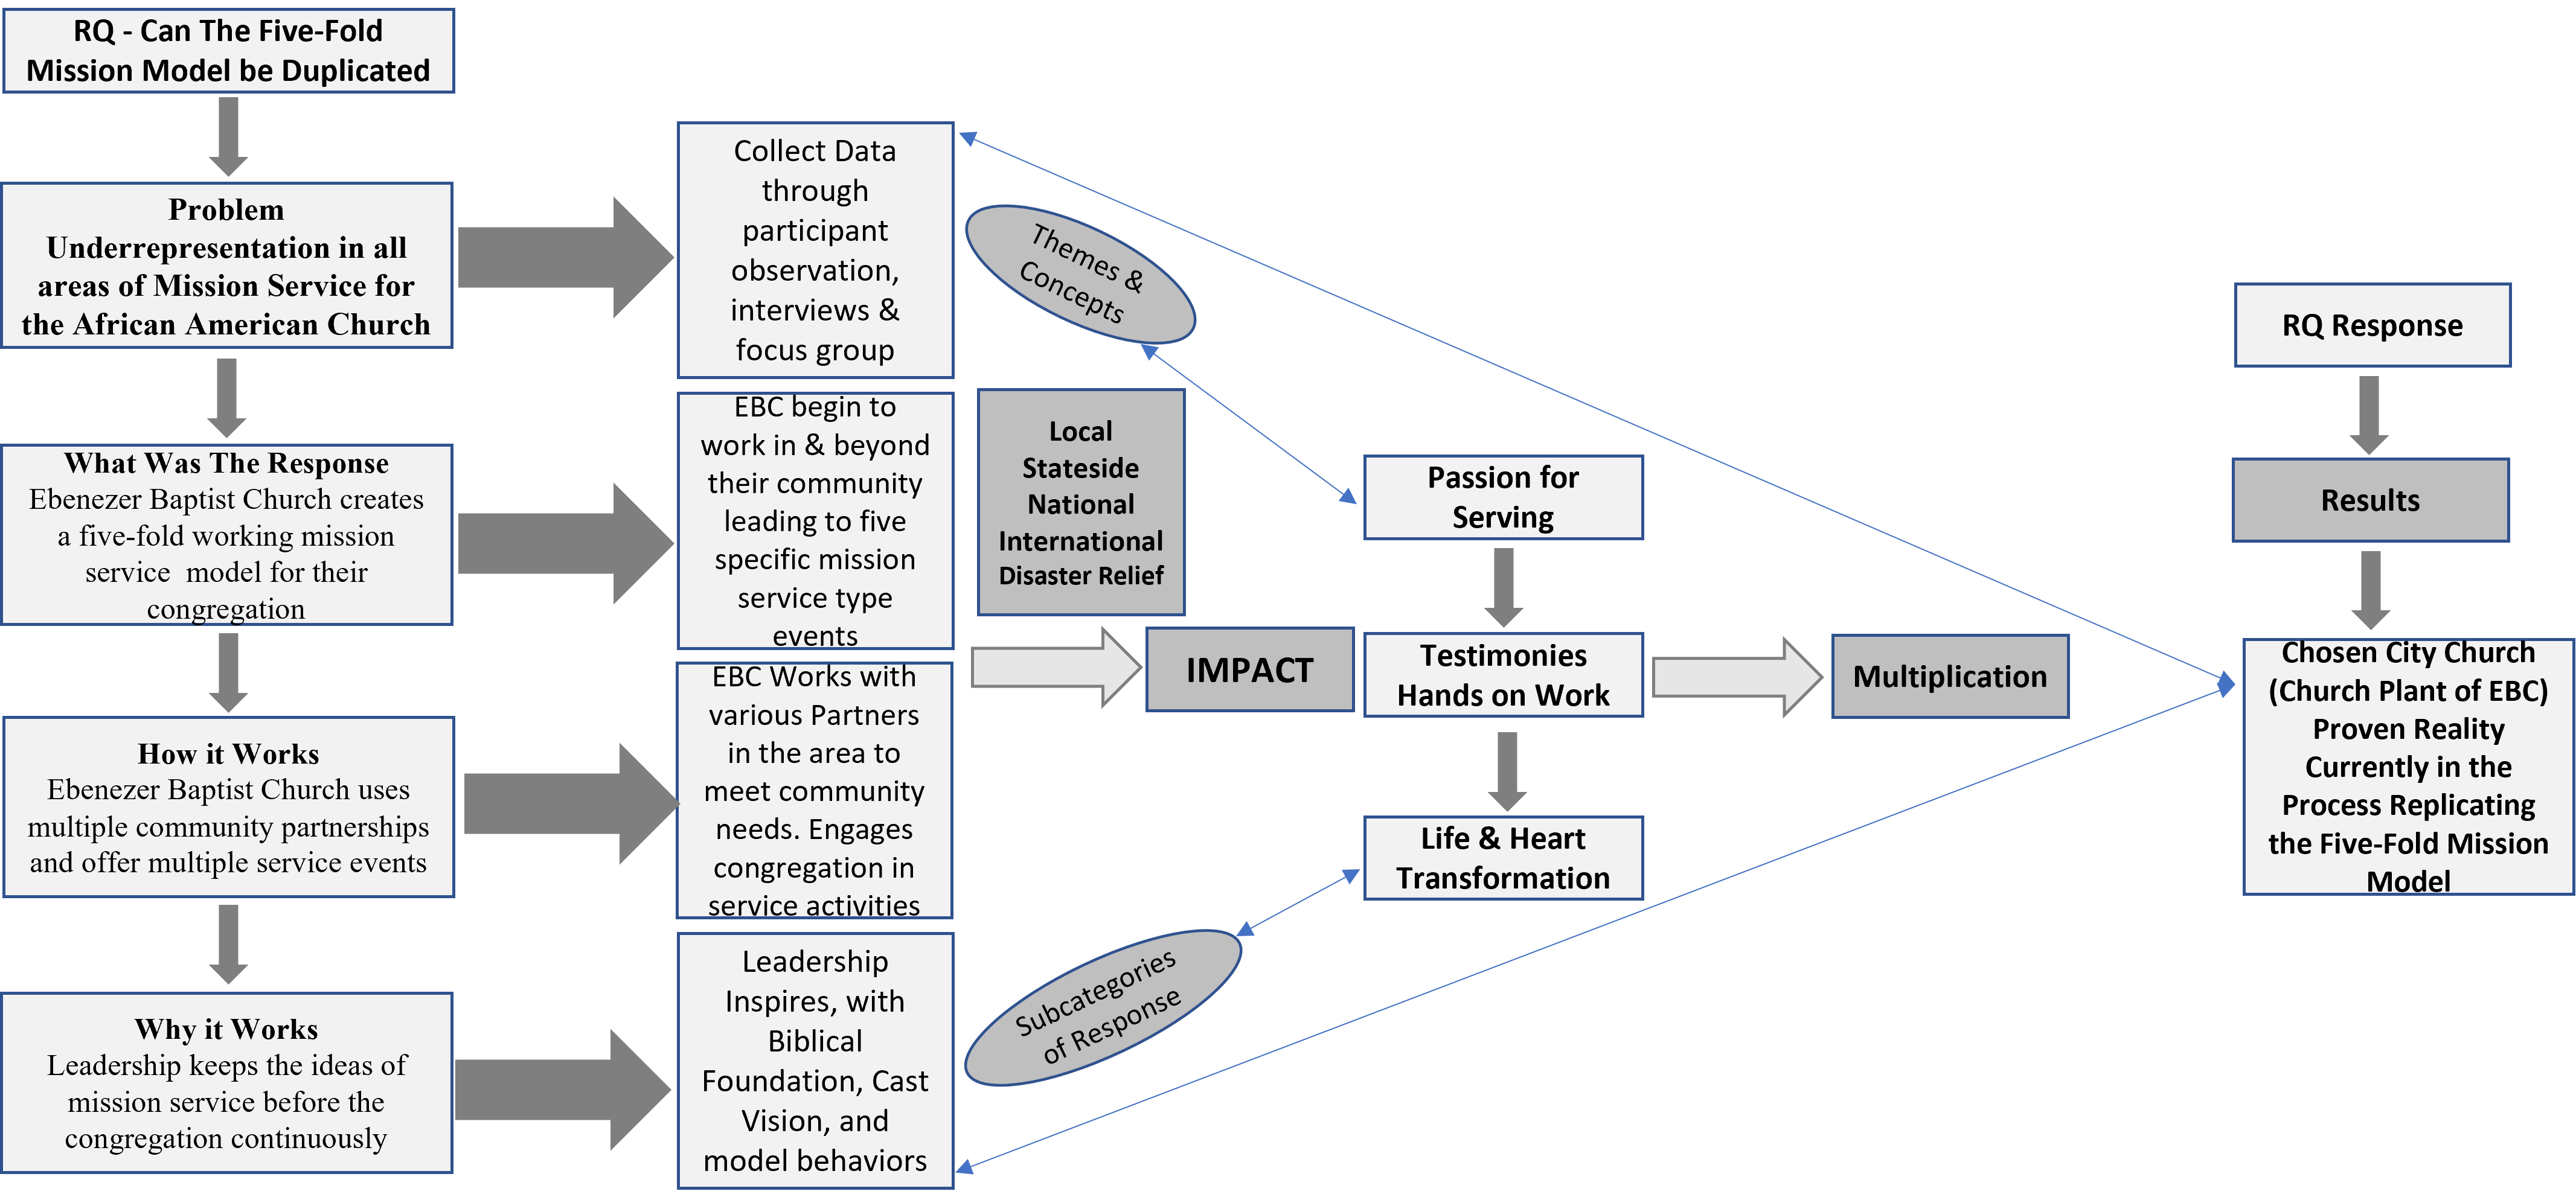 RQ - Can The Five-Fold
Mission Model be Duplicated
Problem
Underrepresentation in all
areas of Mission Service for
the African American Church
What Was The Response
Ebenezer Baptist Church creates
a five-fold working mission
service  model for their
congregation
How it Works
Ebenezer Baptist Church uses
multiple community partnerships
and offer multiple service events
Why it Works
Leadership keeps the ideas of
mission service before the
congregation continuously
Collect Data
through
participant
observation,
interviews &
focus group
EBC begin to
work in & beyond
their community
leading to five
specific mission
service type
events
EBC Works with
various Partners
in the area to
meet community
needs. Engages
congregation in
service activities
Leadership
Inspires, with
Biblical
Foundation, Cast
Vision, and
model behaviors
Themes &
Concepts
Local
Stateside
National
International
Disaster Relief
IMPACT
Subcategories
of Response
Passion for
Serving
Testimonies
Hands on Work
Life & Heart
Transformation
Multiplication
RQ Response
Results
Chosen City Church
(Church Plant of EBC)
Proven Reality
Currently in the
Process Replicating
the Five-Fold Mission
Model